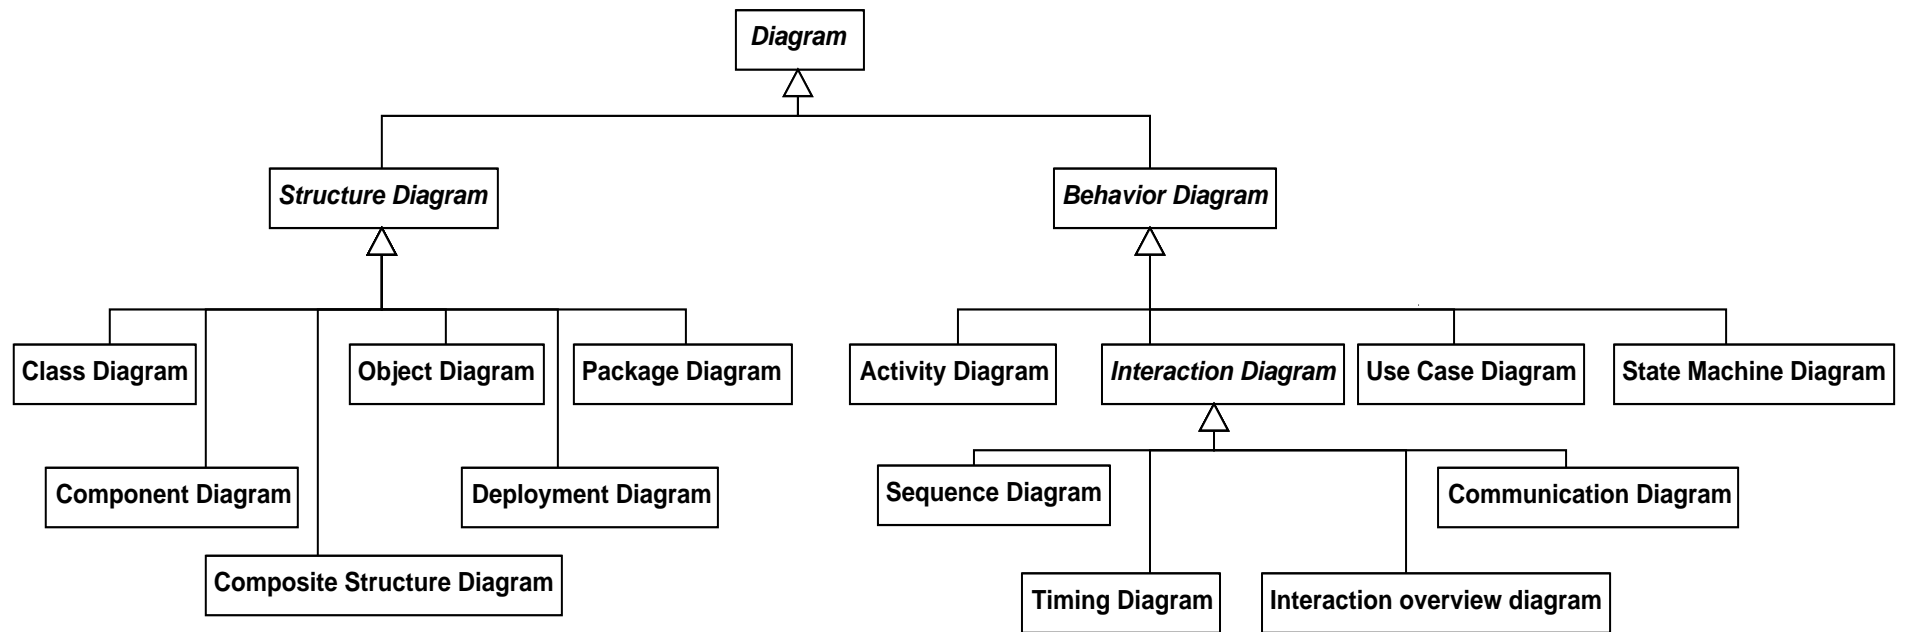 Diagram
Structure Diagram
Behavior Diagram
Class Diagram
Object Diagram
Package Diagram
Activity Diagram
Interaction Diagram
Use Case Diagram
State Machine Diagram
Component Diagram
Deployment Diagram
Sequence Diagram
Communication Diagram
Composite Structure Diagram
Timing Diagram
Interaction overview diagram